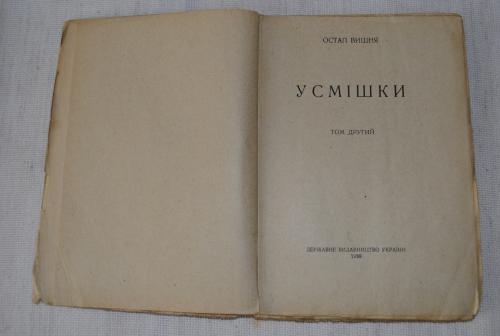 ОСТАП ВИШНЯ
УСМІШКИ
ТОМ ДРУГИЙ
ДЕРЖАВНЕ ВИДАВНИЦТВО УКРАЇНИ